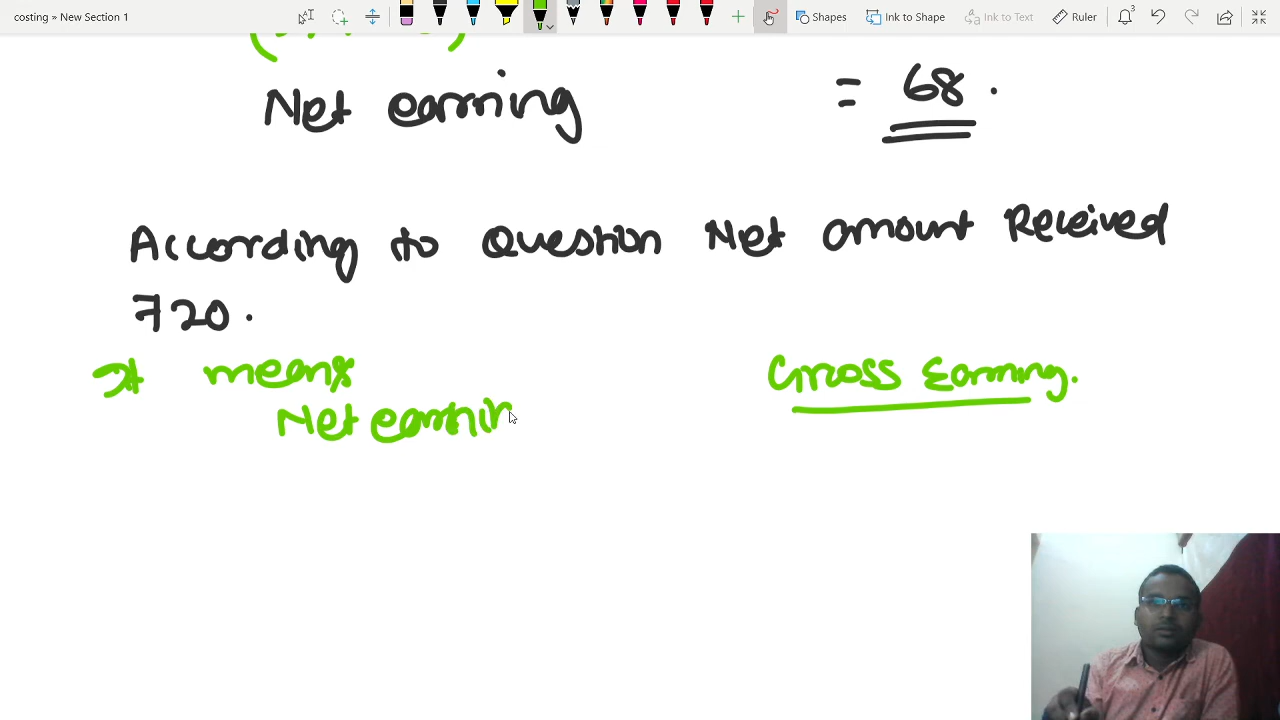 costing » New Section 1
Shapes Ink to Shape Ink to Text Ruler
Net earning = 68.
According to Question Net amount Received
720.
It means Gross Earning.
Net earnin